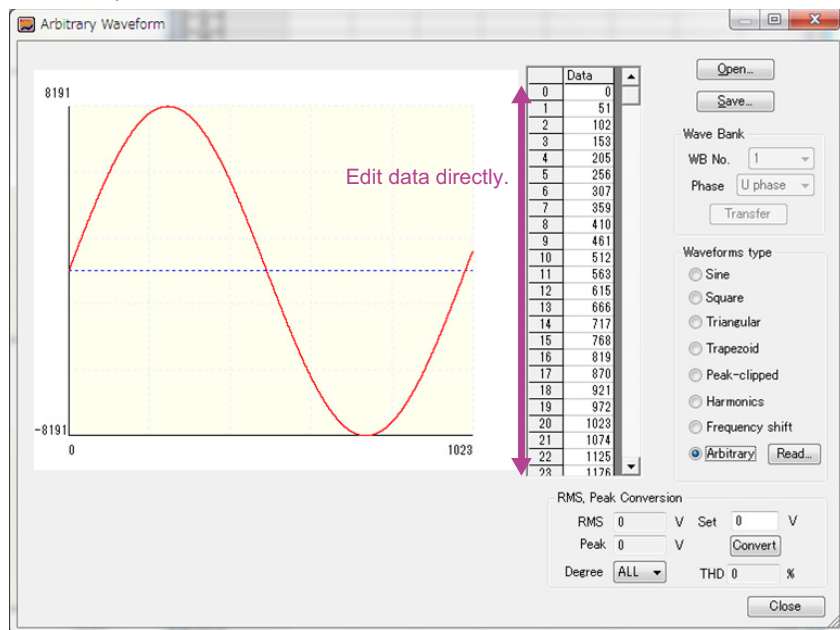 Arbitrary Waveform
8191
-8191
0
1023
Edit data directly.
Data
0 0
1 51
2 102
3 153
4 205
5 256
6 307
7 359
8 410
9 461
10 512
11 563
12 615
13 666
14 717
15 768
16 819
17 870
18 921
19 972
20 1023
21 1074
22 1125
23 1176
Open...
Save...
Wave Bank
WB No. 1
Phase U phase
Transfer
Waveforms type
Sine
Square
Triangular
Trapezoid
Peak-clipped
Harmonics
Frequency shift
Arbitrary Read...
RMS, Peak Conversion
RMS 0 V Set 0 V
Peak 0 V Convert
Degree ALL THD 0 %
Close